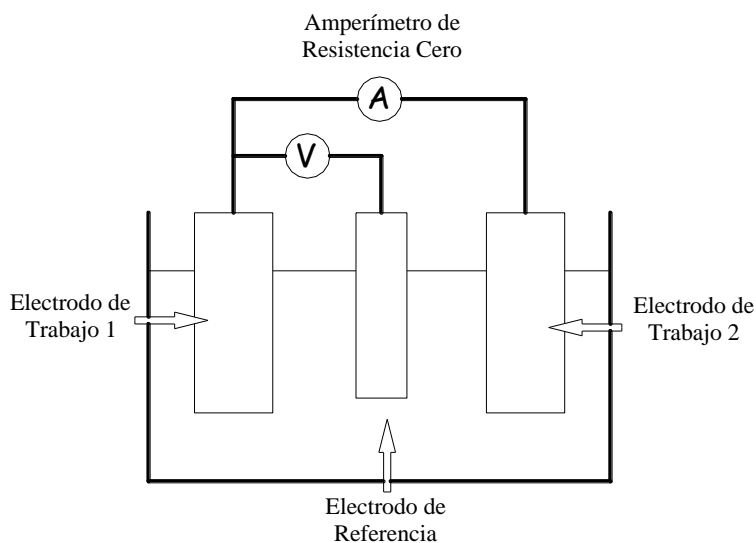 Amperímetro de
Resistencia Cero
A
V
Electrodo de
Trabajo 1
Electrodo de
Trabajo 2
Electrodo de
Referencia